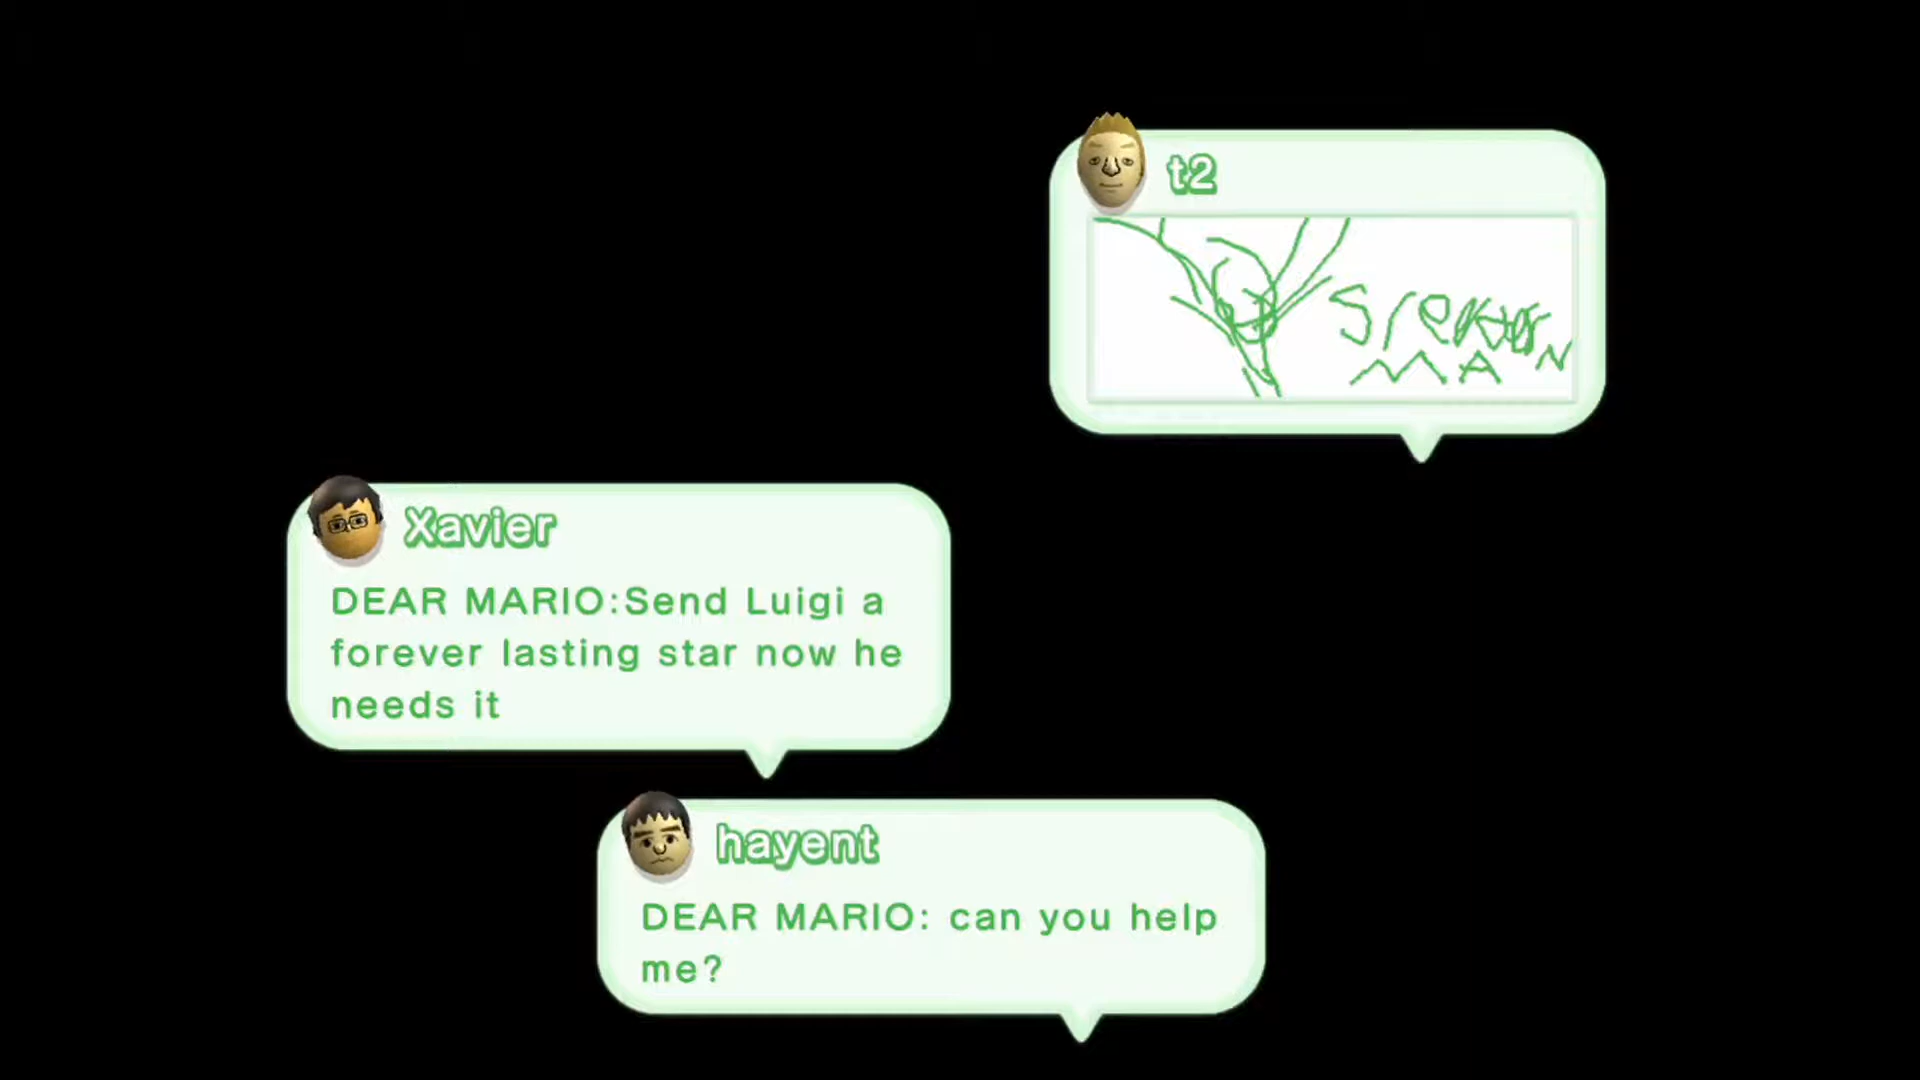 t2
MAN
Xavier
DEAR MARIO:Send Luigi a
forever lasting star now he
needs it
hayent
DEAR MARIO: can you help
me?